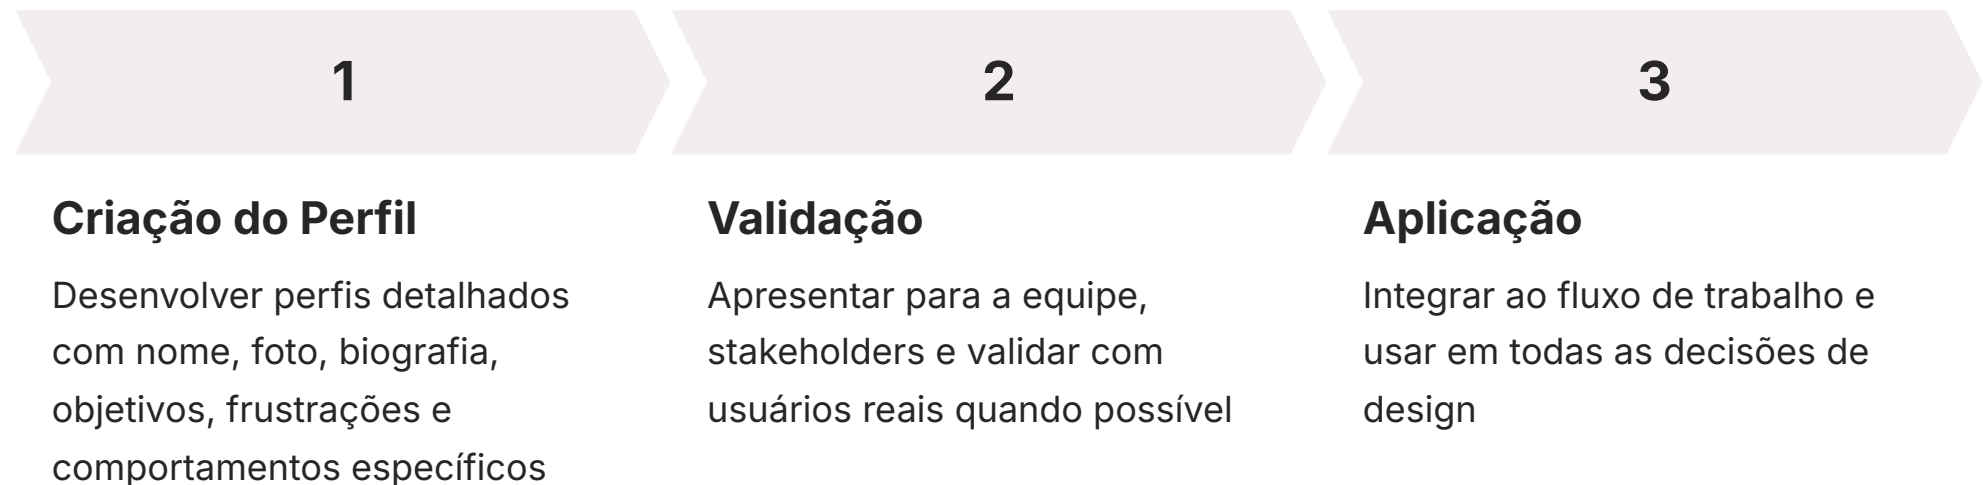 1
Criação do Perfil
Desenvolver perfis detalhados
com nome, foto, biografia,
objetivos, frustrações e
comportamentos específicos
2
Validação
Apresentar para a equipe,
stakeholders e validar com
usuários reais quando possível
3
Aplicação
Integrar ao fluxo de trabalho e
usar em todas as decisões de
design